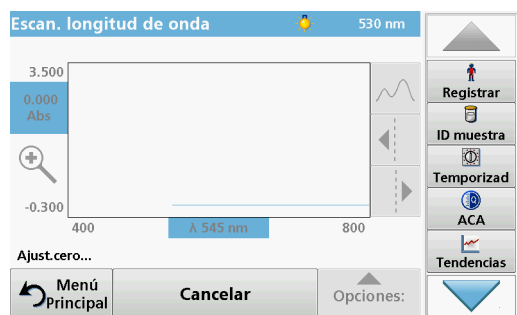 Escan. longitud de onda
530 nm
3.500
0.000
Abs
-0.300
400
λ 545 nm
800
Ajust.cero...
Menú
Principal
Cancelar
Opciones:
Registrar
ID muestra
Temporizad
ACA
Tendencias